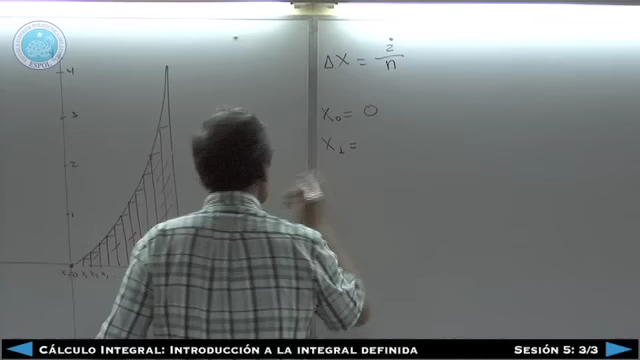 ESPOL
4
3
2
1
ΔX = 2/n
X₀ = 0
X₁ =
CÁLCULO INTEGRAL: INTRODUCCIÓN A LA INTEGRAL DEFINIDA
SESIÓN 5: 3/3